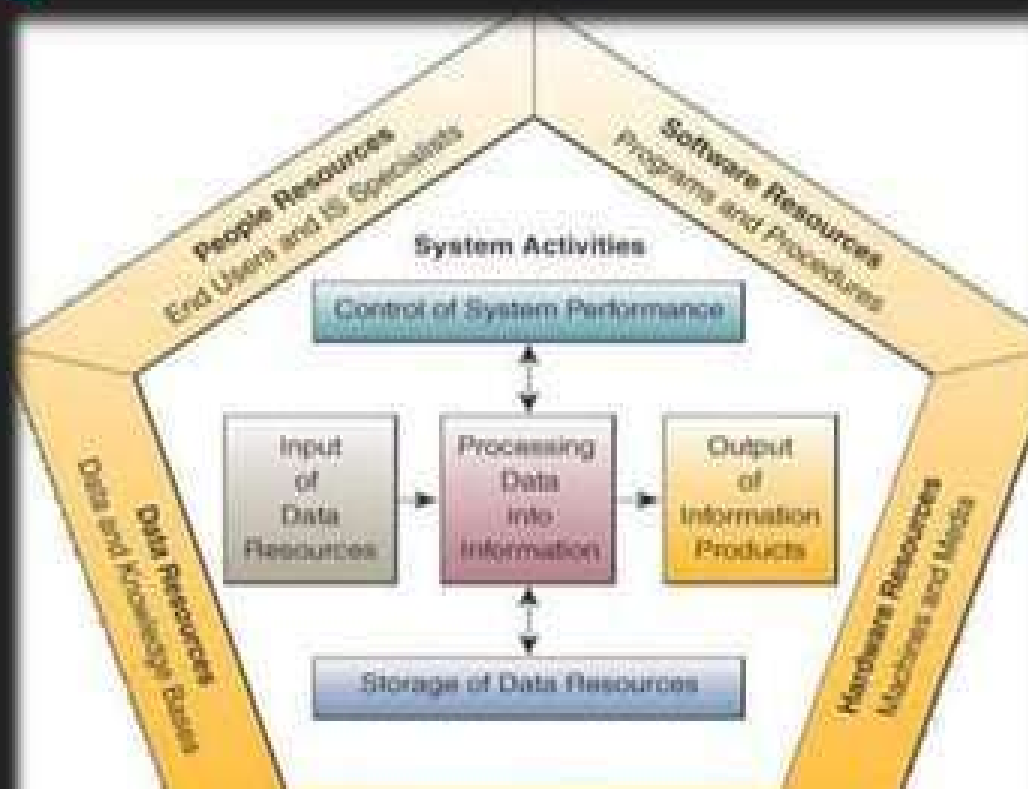 People Resources
End Users and IS Specialists
Software Resources
Programs and Procedures
System Activities
Control of System Performance
Input
of
Data
Resources
Processing
Data
Into
Information
Output
of
Information
Products
Storage of Data Resources
Data Resources
Data and Knowledge Bases
Hardware Resources
Machines and Media